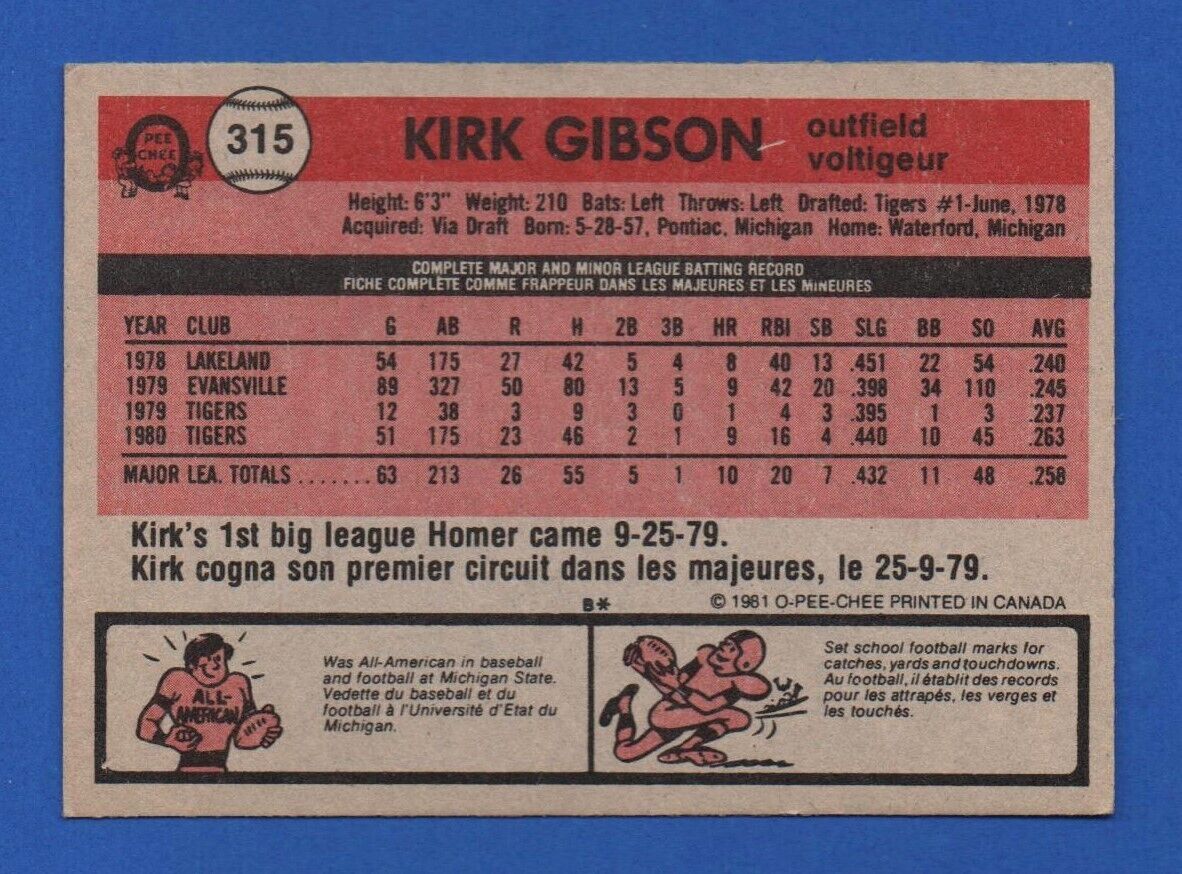 PEE
CHEE
315
KIRK GIBSON
outfield
voltigeur
Height: 6'3" Weight: 210 Bats: Left Throws: Left Drafted: Tigers #1-June, 1978
Acquired: Via Draft Born: 5-28-57, Pontiac, Michigan Home: Waterford, Michigan
COMPLETE MAJOR AND MINOR LEAGUE BATTING RECORD
FICHE COMPLÈTE COMME FRAPPEUR DANS LES MAJEURES ET LES MINEURES
YEAR CLUB G AB R H 2B 3B HR RBI SB SLG BB SO AVG
1978 LAKELAND 54 175 27 42 5 4 8 40 13 .451 22 54 .240
1979 EVANSVILLE 89 327 50 80 13 5 9 42 20 .398 34 110 .245
1979 TIGERS 12 38 3 9 3 0 1 4 3 .395 1 3 .237
1980 TIGERS 51 175 23 46 2 1 9 16 4 .440 10 45 .263
MAJOR LEA. TOTALS ....... 63 213 26 55 5 1 10 20 7 .432 11 48 .258
Kirk's 1st big league Homer came 9-25-79.
Kirk cogna son premier circuit dans les majeures, le 25-9-79.
B* © 1981 O-PEE-CHEE PRINTED IN CANADA
ALL-
AMERICAN
Was All-American in baseball
and football at Michigan State.
Vedette du baseball et du
football à l'Université d'Etat du
Michigan.
Set school football marks for
catches, yards and touchdowns.
Au football, il établit des records
pour les attrapés, les verges et
les touchés.